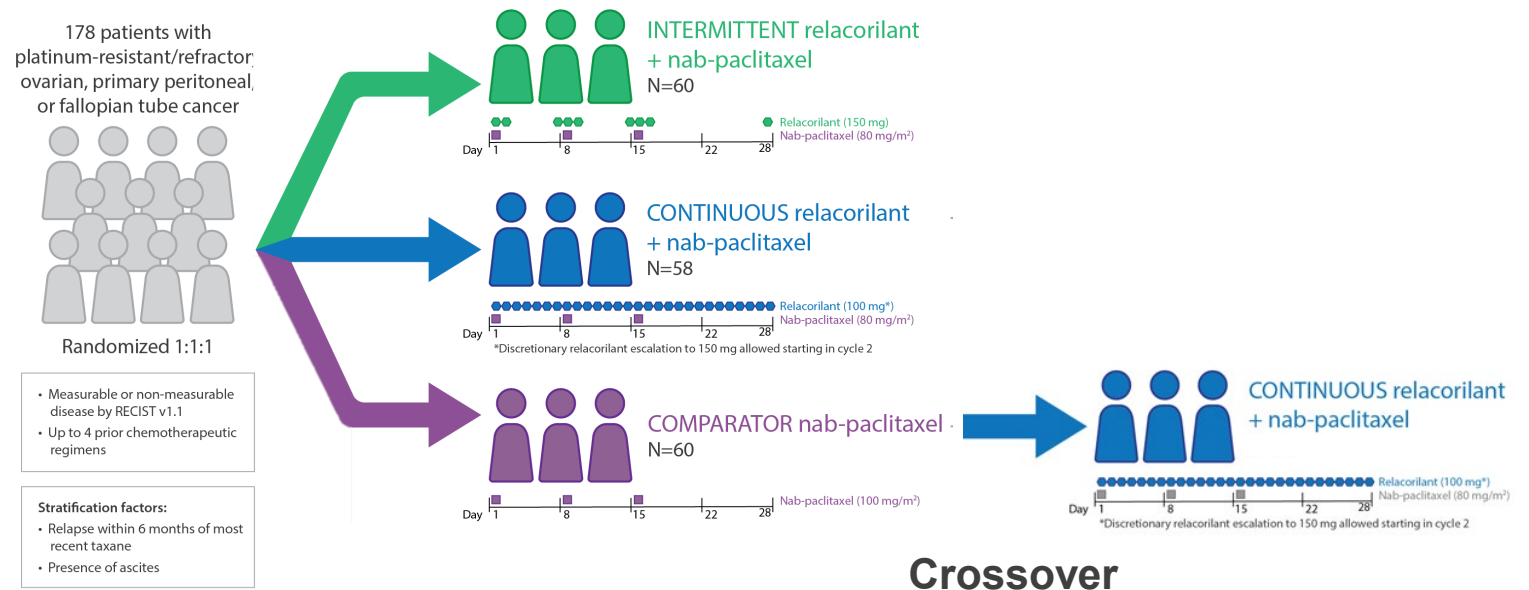 178 patients with
platinum-resistant/refractory
ovarian, primary peritoneal,
or fallopian tube cancer
Randomized 1:1:1
• Measurable or non-measurable
disease by RECIST v1.1
• Up to 4 prior chemotherapeutic
regimens
Stratification factors:
• Relapse within 6 months of most
recent taxane
• Presence of ascites
INTERMITTENT relacorilant
+ nab-paclitaxel
N=60
Relacorilant (150 mg)
Nab-paclitaxel (80 mg/m²)
Day 1 8 15 22 28
CONTINUOUS relacorilant
+ nab-paclitaxel
N=58
Relacorilant (100 mg*)
Nab-paclitaxel (80 mg/m²)
Day 1 8 15 22 28
*Discretionary relacorilant escalation to 150 mg allowed starting in cycle 2
COMPARATOR nab-paclitaxel
N=60
Nab-paclitaxel (100 mg/m²)
Day 1 8 15 22 28
CONTINUOUS relacorilant
+ nab-paclitaxel
Relacorilant (100 mg*)
Nab-paclitaxel (80 mg/m²)
Day 1 8 15 22 28
*Discretionary relacorilant escalation to 150 mg allowed starting in cycle 2
Crossover